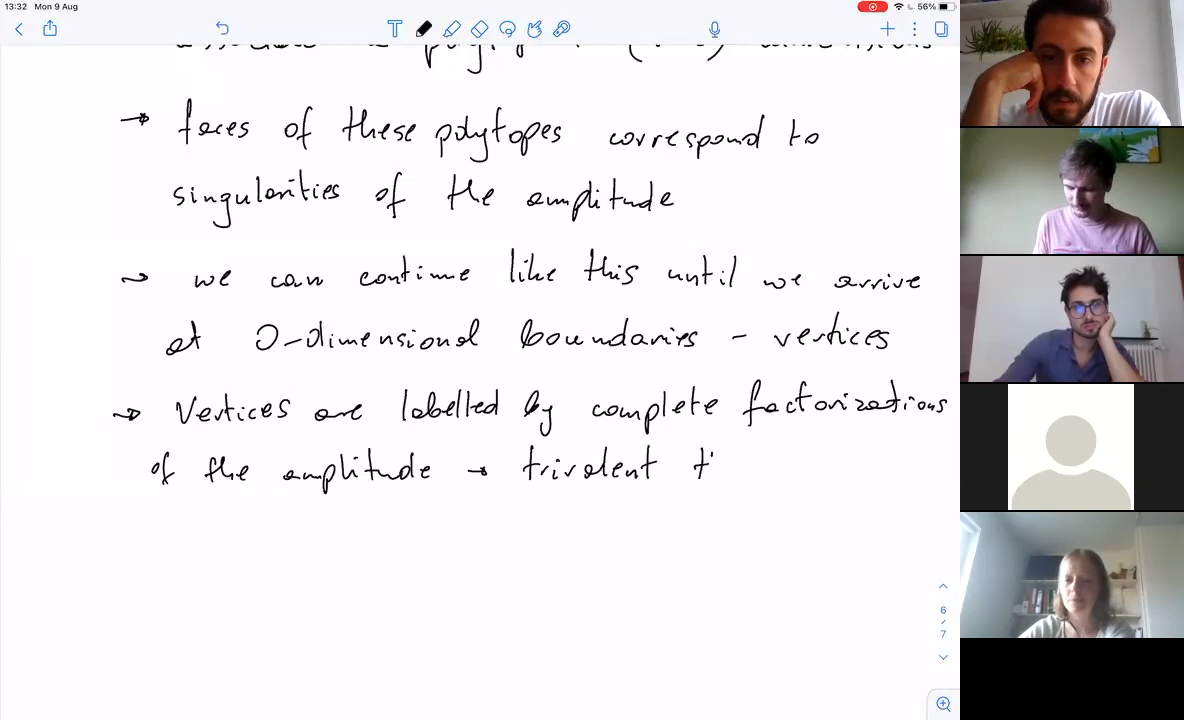 13:32 Mon 9 Aug
56%
→ faces of these polytopes correspond to
singularities of the amplitude
→ we can continue like this until we arrive
at 0-dimensional boundaries - vertices
→ Vertices are labelled by complete factorizations
of the amplitude → trivalent t
6
/
7